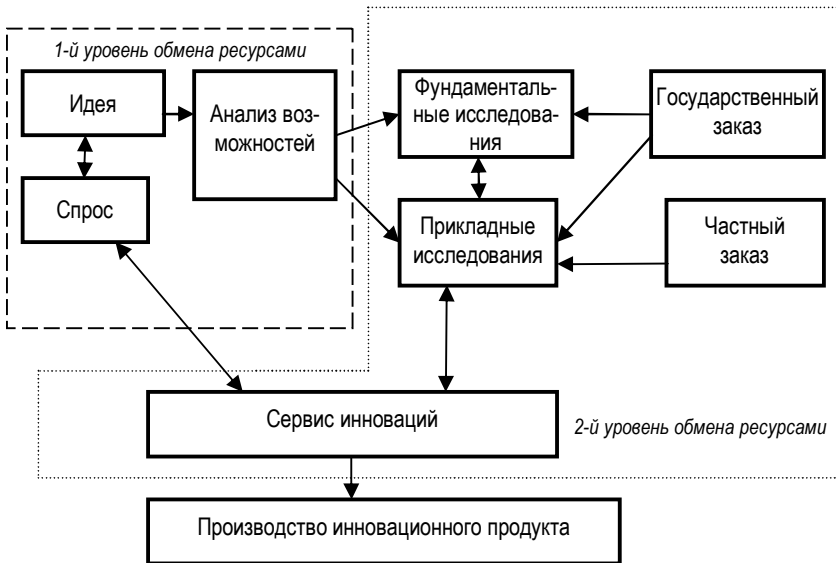 1-й уровень обмена ресурсами
Идея
Анализ воз-
можностей
Спрос
Фундаменталь-
ные исследова-
ния
Государственный
заказ
Прикладные
исследования
Частный
заказ
Сервис инноваций
2-й уровень обмена ресурсами
Производство инновационного продукта